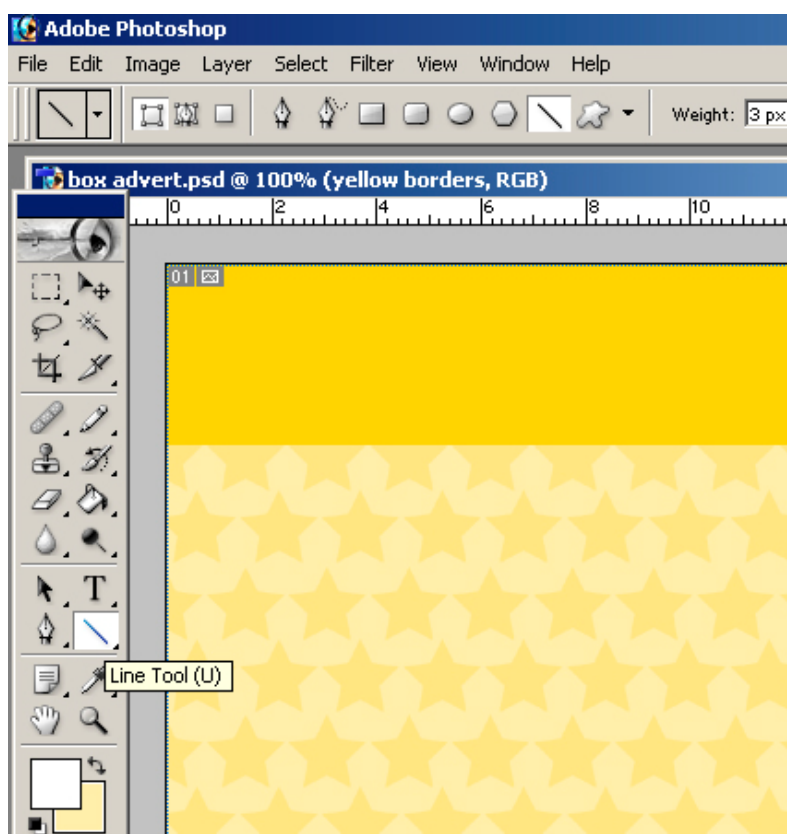 Adobe Photoshop
File Edit Image Layer Select Filter View Window Help
Weight: 3 px
box advert.psd @ 100% (yellow borders, RGB)
0 2 4 6 8 10
01
T
Line Tool (U)